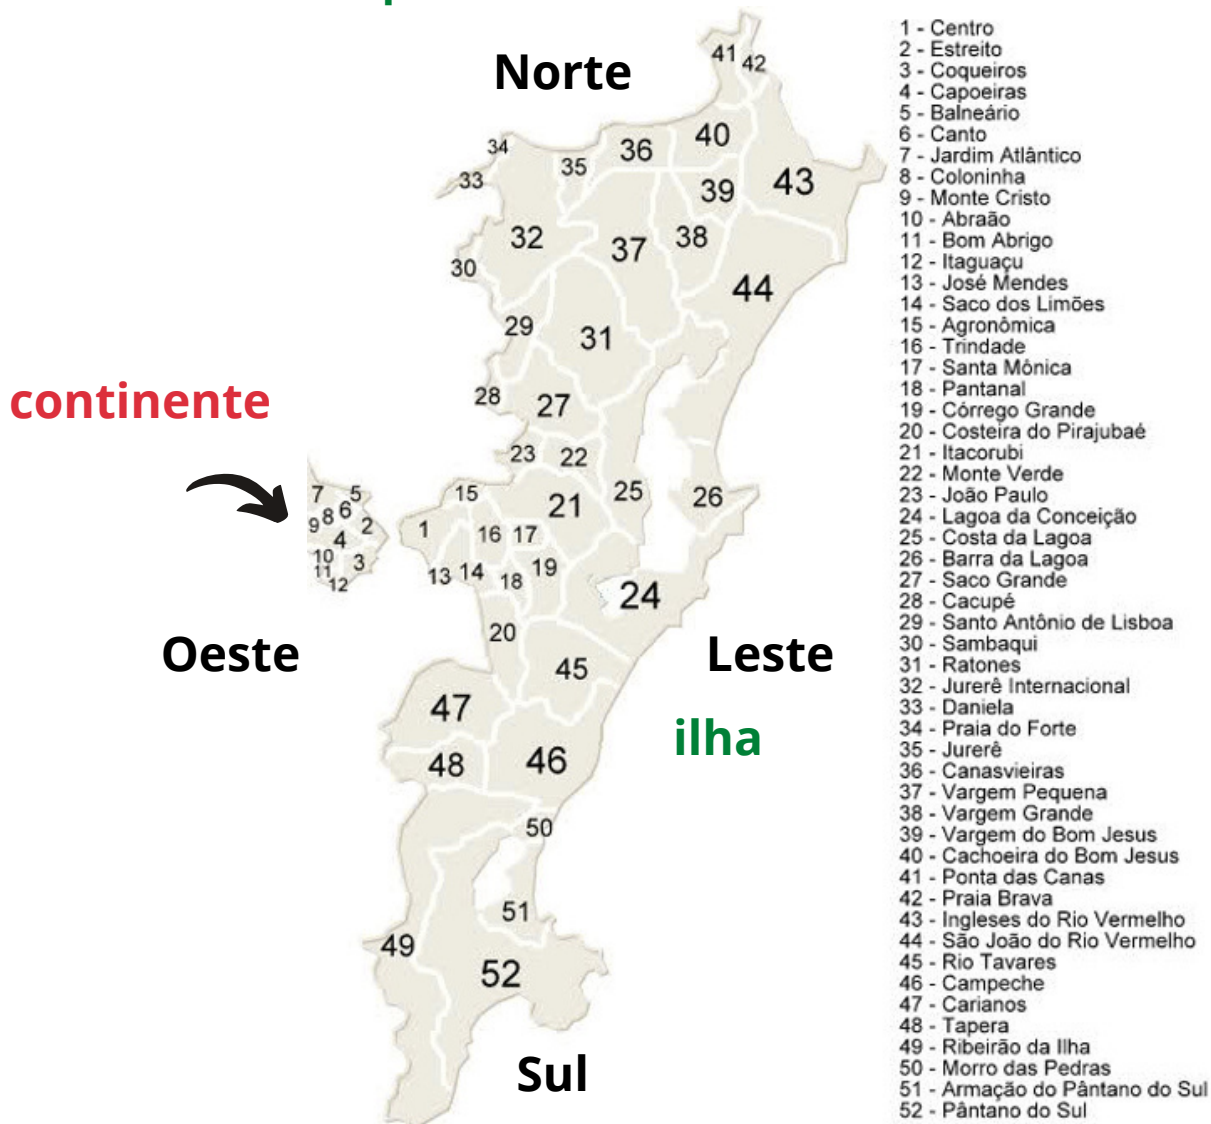 Norte
continente
Oeste
Leste
ilha
Sul
41
42
40
36
34
35
33
39
43
32
37
38
30
44
29
31
28
27
23
22
7
5
15
25
26
21
6
8
9
2
1
16
17
4
10
3
11
12
13
14
19
18
24
20
45
47
46
48
50
51
49
52
1 - Centro
2 - Estreito
3 - Coqueiros
4 - Capoeiras
5 - Balneário
6 - Canto
7 - Jardim Atlântico
8 - Coloninha
9 - Monte Cristo
10 - Abraão
11 - Bom Abrigo
12 - Itaguaçu
13 - José Mendes
14 - Saco dos Limões
15 - Agronômica
16 - Trindade
17 - Santa Mônica
18 - Pantanal
19 - Córrego Grande
20 - Costeira do Pirajubaé
21 - Itacorubi
22 - Monte Verde
23 - João Paulo
24 - Lagoa da Conceição
25 - Costa da Lagoa
26 - Barra da Lagoa
27 - Saco Grande
28 - Cacupé
29 - Santo Antônio de Lisboa
30 - Sambaqui
31 - Ratones
32 - Jurerê Internacional
33 - Daniela
34 - Praia do Forte
35 - Jurerê
36 - Canasvieiras
37 - Vargem Pequena
38 - Vargem Grande
39 - Vargem do Bom Jesus
40 - Cachoeira do Bom Jesus
41 - Ponta das Canas
42 - Praia Brava
43 - Ingleses do Rio Vermelho
44 - São João do Rio Vermelho
45 - Rio Tavares
46 - Campeche
47 - Carianos
48 - Tapera
49 - Ribeirão da Ilha
50 - Morro das Pedras
51 - Armação do Pântano do Sul
52 - Pântano do Sul